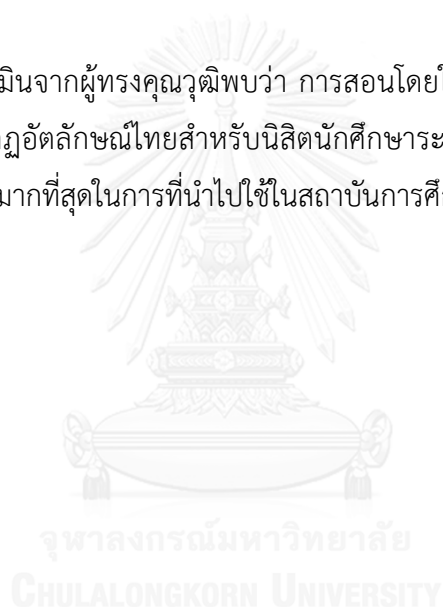 มินจากผู้ทรงคุณวุฒิพบว่า การสอนโดยใ
ฏอัตลักษณ์ไทยสำหรับนิสิตนักศึกษาระ
มากที่สุดในการที่นำไปใช้ในสถาบันการศึก
จุฬาลงกรณ์มหาวิทยาลัย
CHULALONGKORN UNIVERSITY